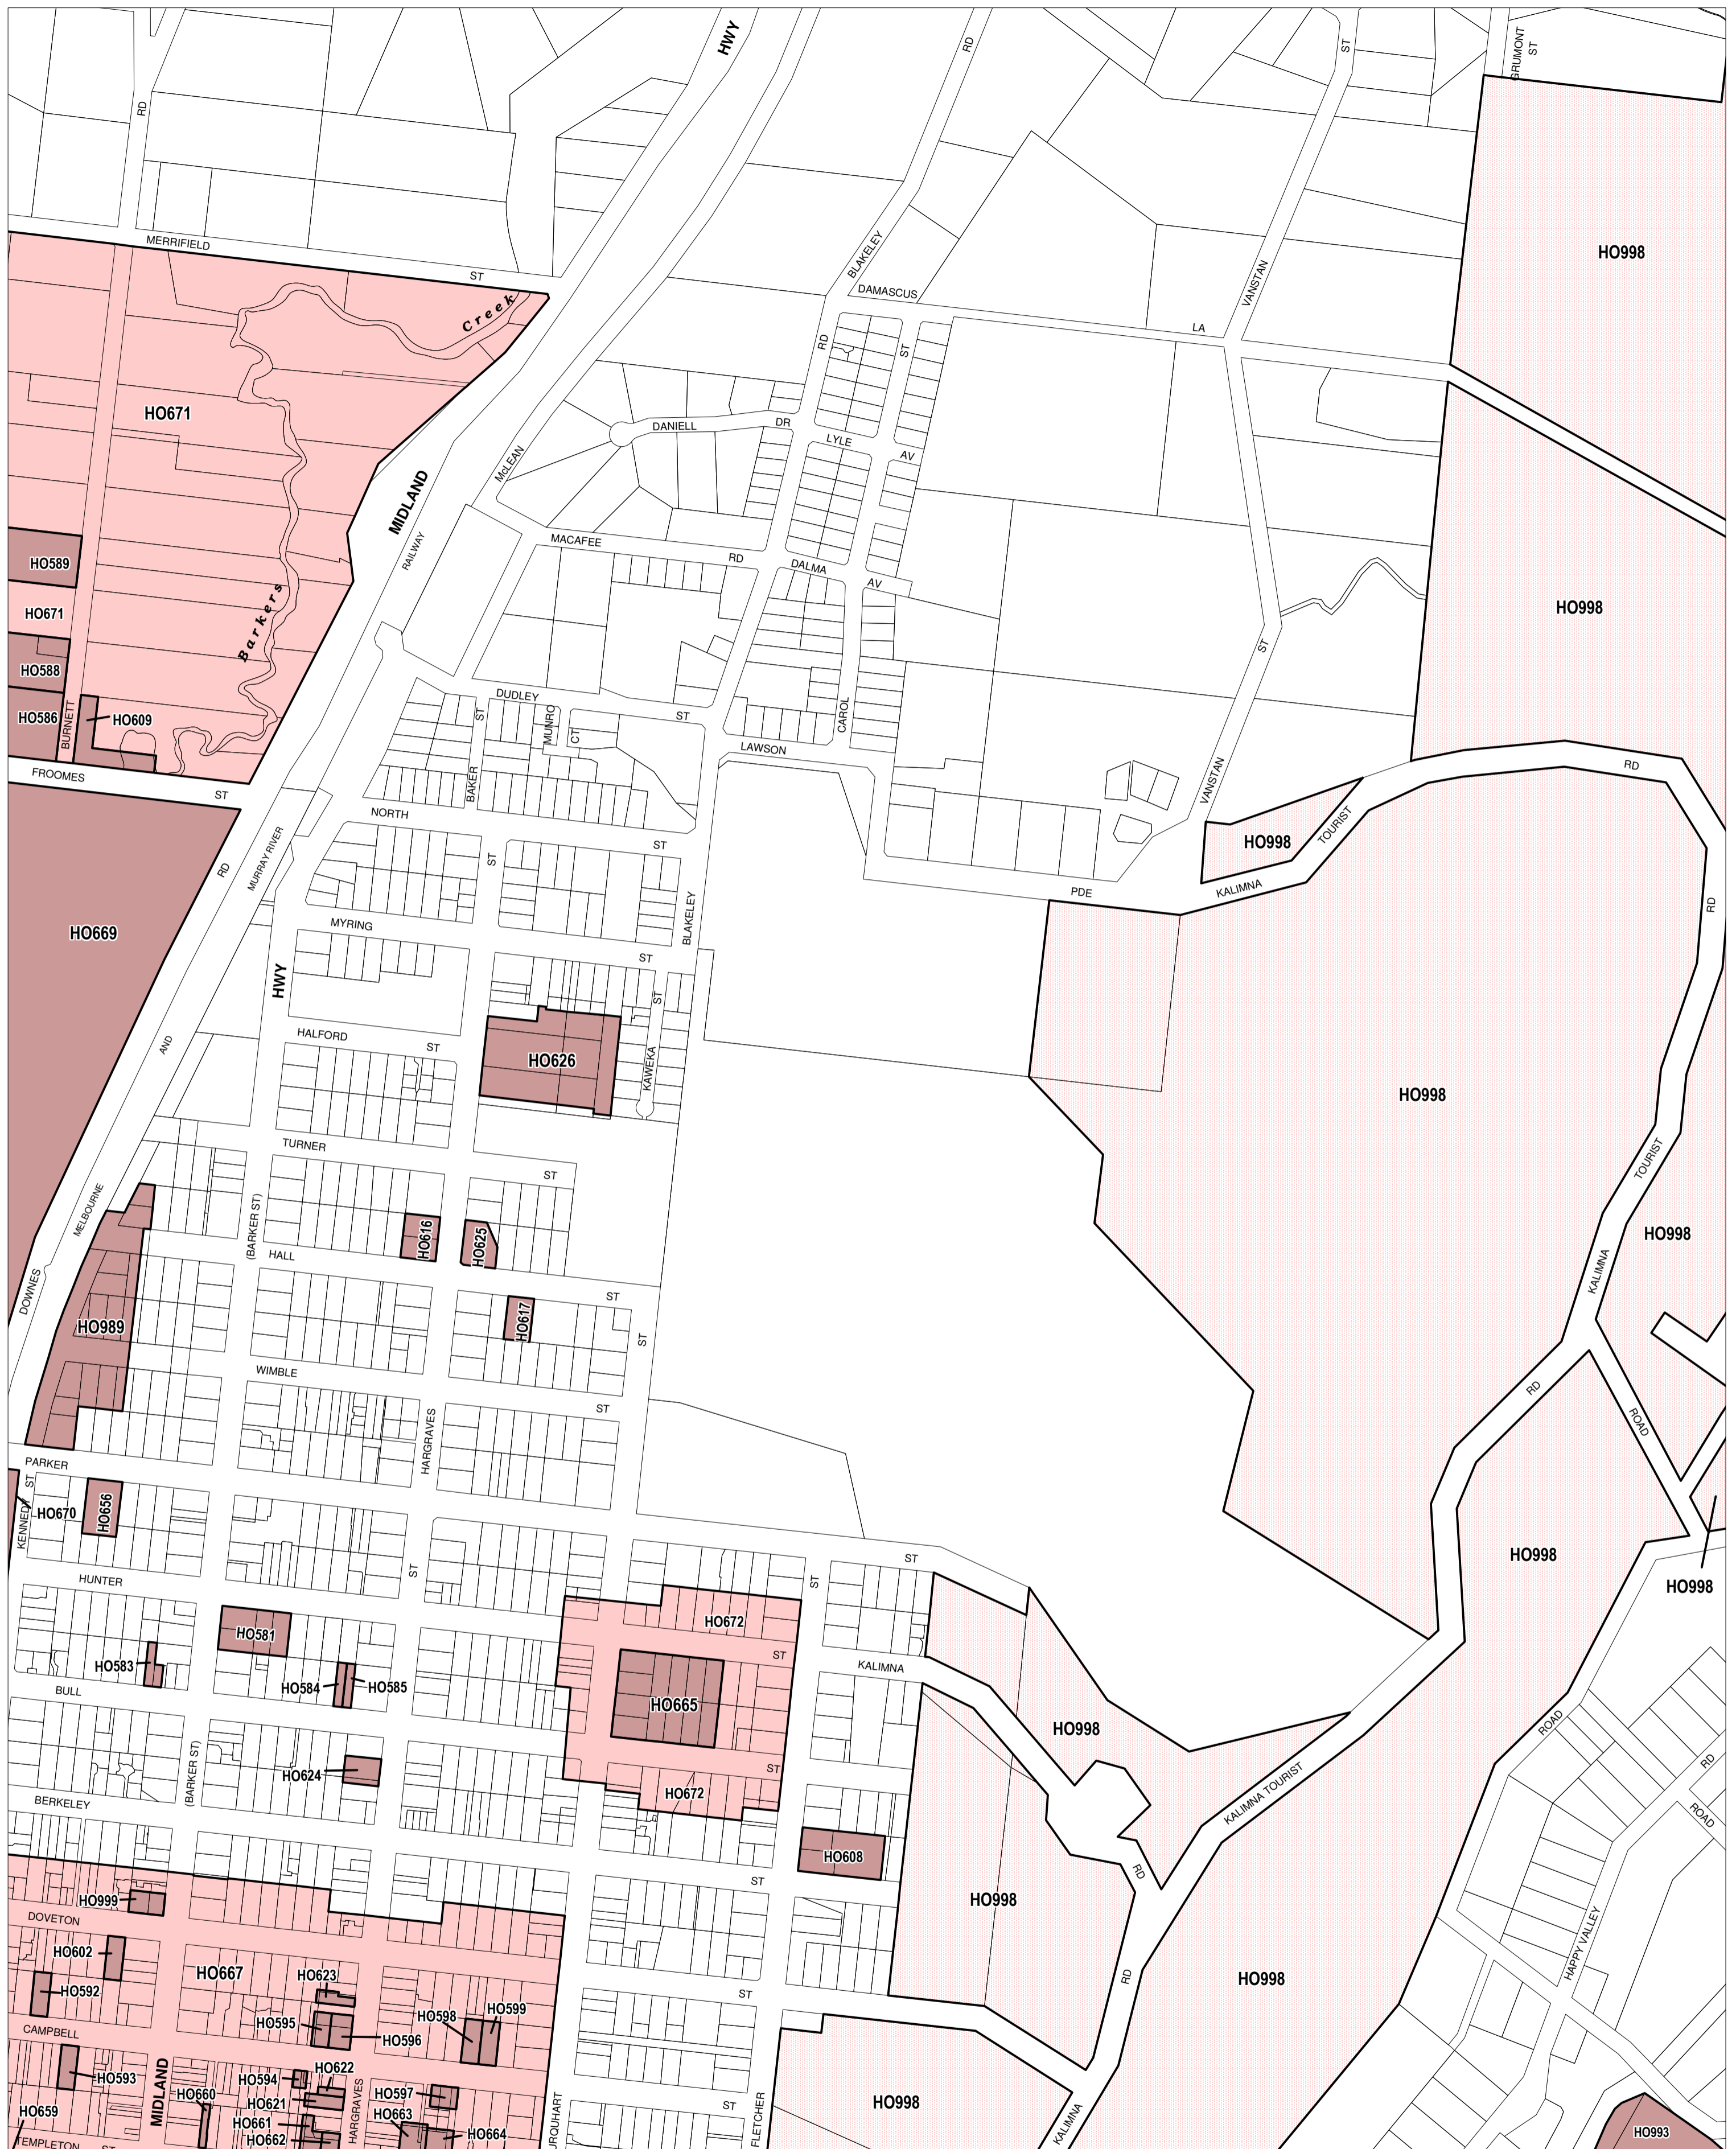 HWY
RD
ST
GRUMONT
ST
RD
MERRIFIELD
ST
Creek
BLAKELEY
DAMASCUS
LA
VANSTAN
HO998
RD
ST
HO671
DANIELL
DR
LYLE
AV
McLEAN
MIDLAND
RAILWAY
MACAFEE
RD
DALMA
AV
HO589
HO671
HO588
HO586
BURNETT
HO609
Barkers
HO998
ST
DUDLEY
ST
MUNRO
CT
ST
CAROL
LAWSON
BAKER
VANSTAN
RD
FROOMES
ST
NORTH
ST
ST
MURRAY RIVER
RD
HO998
TOURIST
KALIMNA
PDE
RD
HO669
MYRING
ST
BLAKELEY
HWY
ST
HALFORD
ST
HO626
KAWEKA
AND
HO998
TURNER
ST
TOURIST
MELBOURNE
(BARKER ST)
HO616
HO625
HALL
ST
HO998
KALIMNA
DOWNES
HO989
HO617
ST
WIMBLE
ST
RD
ROAD
HARGRAVES
PARKER
ST
KENNEDY
HO670
HO656
ST
ST
ST
HO998
HO998
HUNTER
HO581
HO672
ST
HO583
HO584
HO585
KALIMNA
BULL
HO665
HO998
ROAD
RD
ROAD
(BARKER ST)
HO624
ST
HO672
KALIMNA TOURIST
BERKELEY
HO608
RD
ST
HO999
HO998
DOVETON
HO602
HO592
HO667
HO623
HO598
HO599
HO595
HO596
ST
RD
HO998
HAPPY VALLEY
CAMPBELL
HO593
MIDLAND
HO622
HO594
HO660
HO621
HO597
HO659
HO661
HO663
HO662
HARGRAVES
HO664
ST
FLETCHER
HO998
KALIMNA
HO993
TEMPLETON
ST